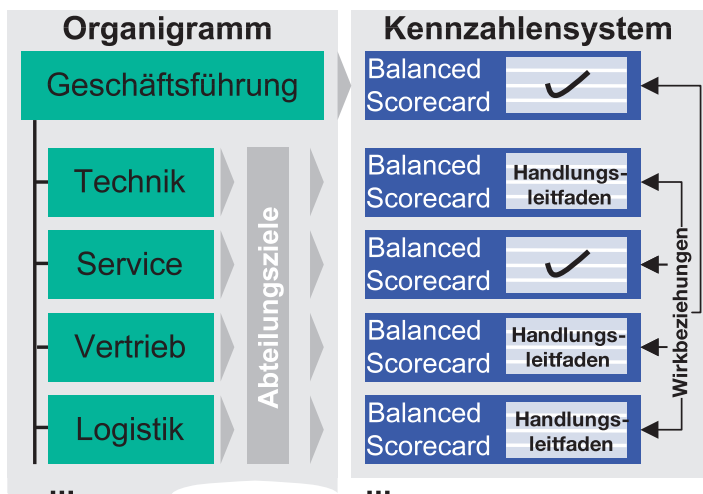 Organigramm
Kennzahlensystem
Geschäftsführung
Balanced
Scorecard
Technik
Balanced
Scorecard
Handlungs-
leitfaden
Service
Balanced
Scorecard
Vertrieb
Balanced
Scorecard
Handlungs-
leitfaden
Logistik
Balanced
Scorecard
Handlungs-
leitfaden
Abteilungsziele
Wirkbeziehungen
...
...